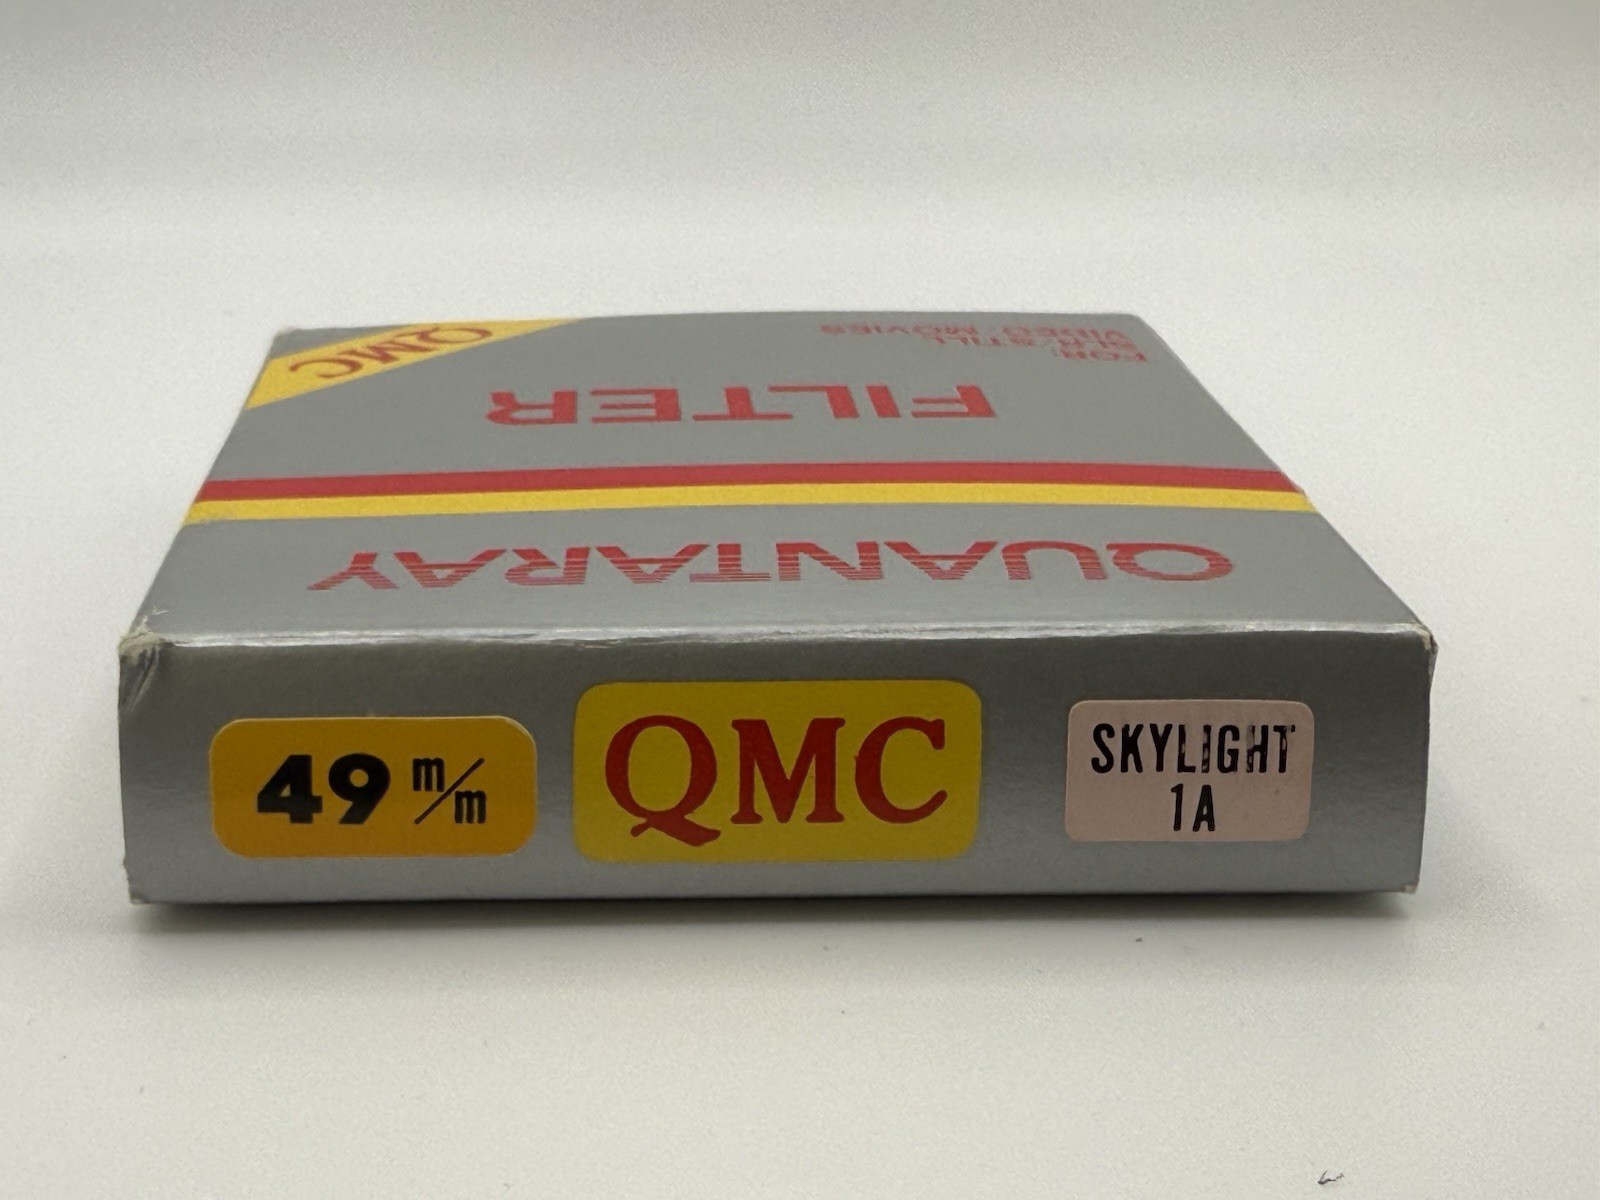 QMC
FOR:
SLR/STILL
VIDEO/MOVIES
FILTER
QUANTARAY
49 m/m
QMC
SKYLIGHT
1A